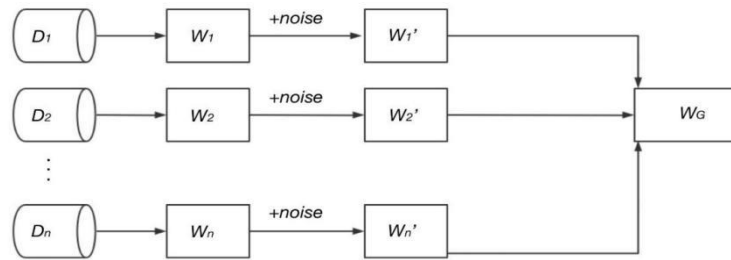 D1 W1 +noise W1’
D2 W2 +noise W2’ WG
Dn Wn +noise Wn’